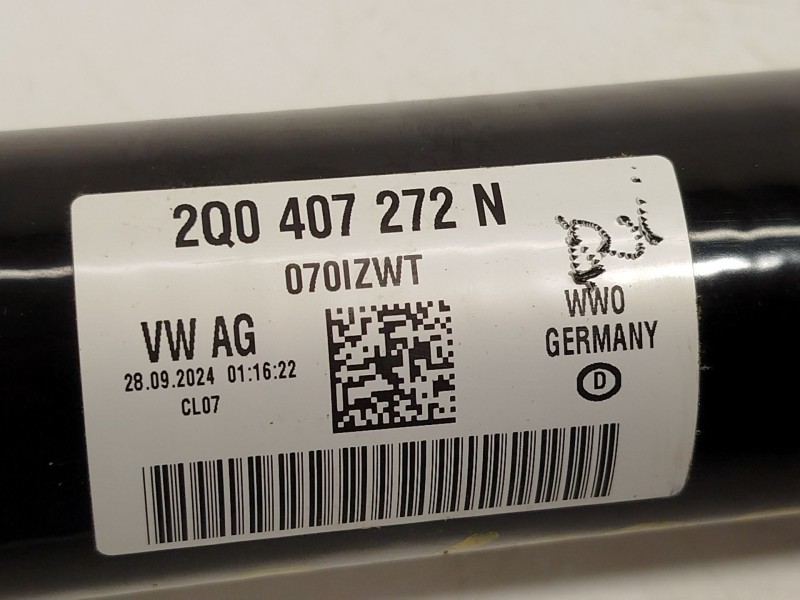 2Q0 407 272 N
070IZWT
VW AG
28.09.2024 01:16:22
CL07
WWO
GERMANY
D